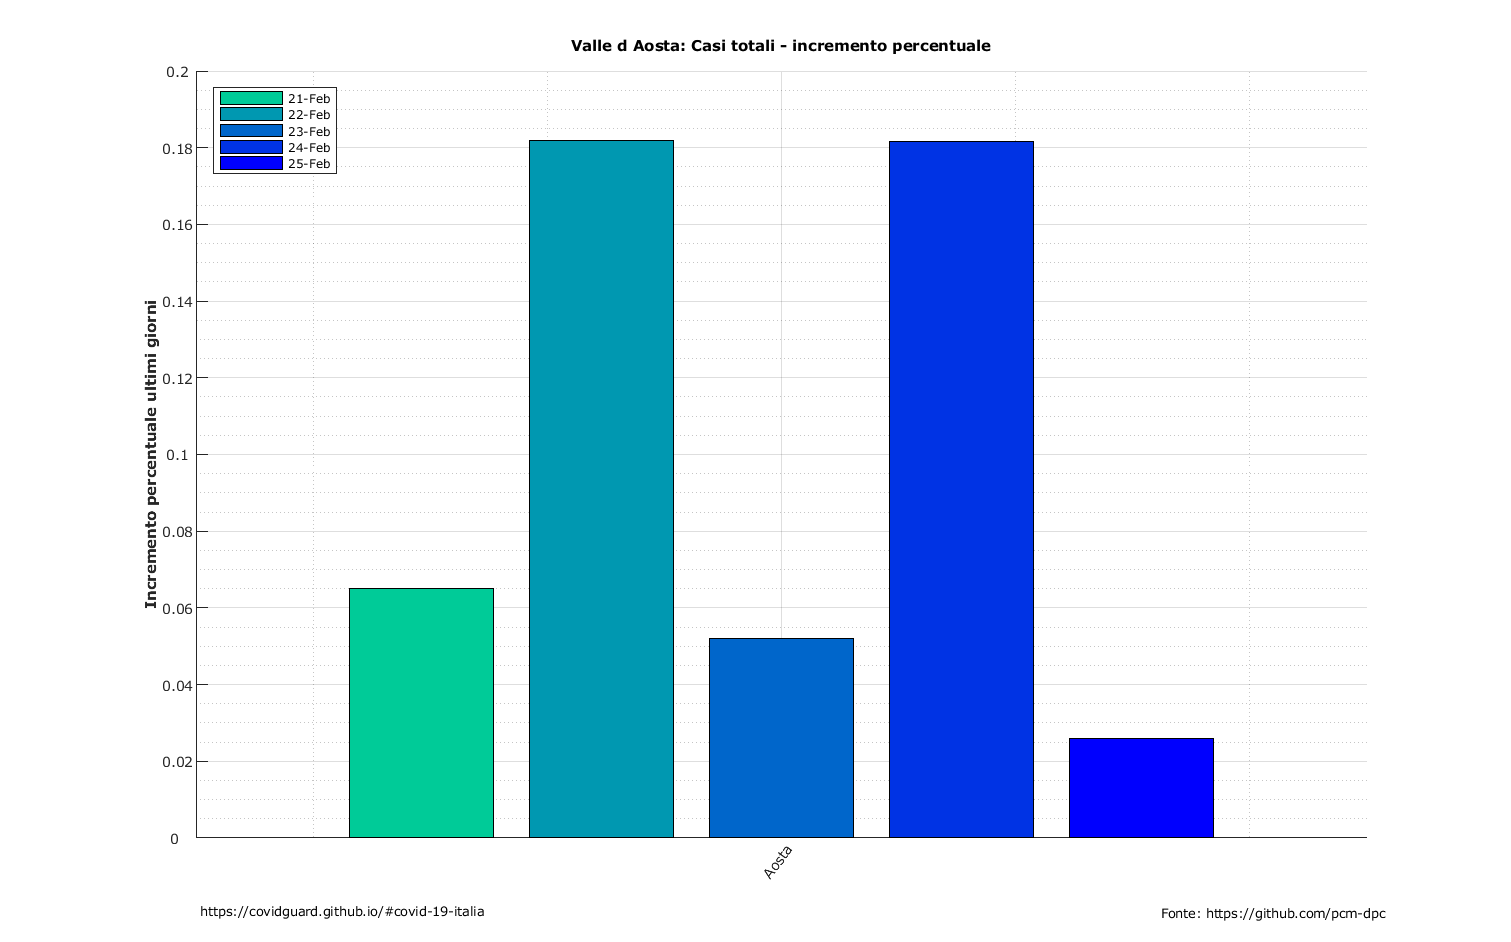 Valle d Aosta: Casi totali - incremento percentuale
21-Feb
22-Feb
23-Feb
24-Feb
25-Feb
Incremento percentuale ultimi giorni
0.2
0.18
0.16
0.14
0.12
0.1
0.08
0.06
0.04
0.02
0
Aosta
https://covidguard.github.io/#covid-19-italia
Fonte: https://github.com/pcm-dpc